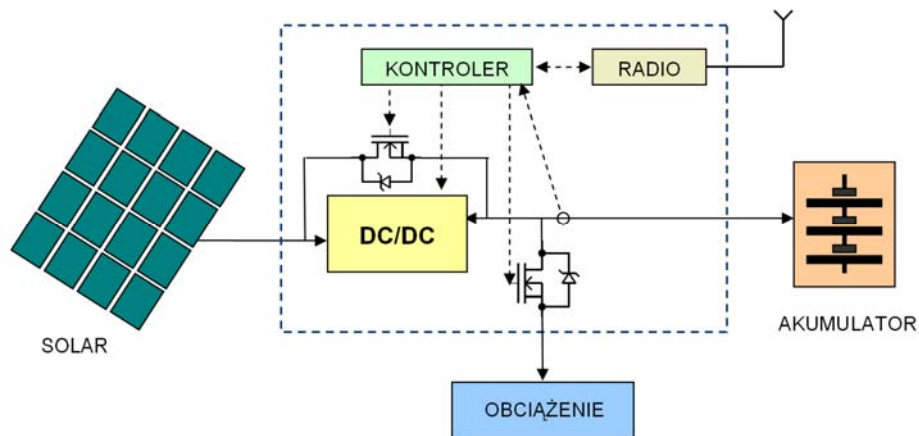 KONTROLER
RADIO
DC/DC
SOLAR
AKUMULATOR
OBCIĄŻENIE